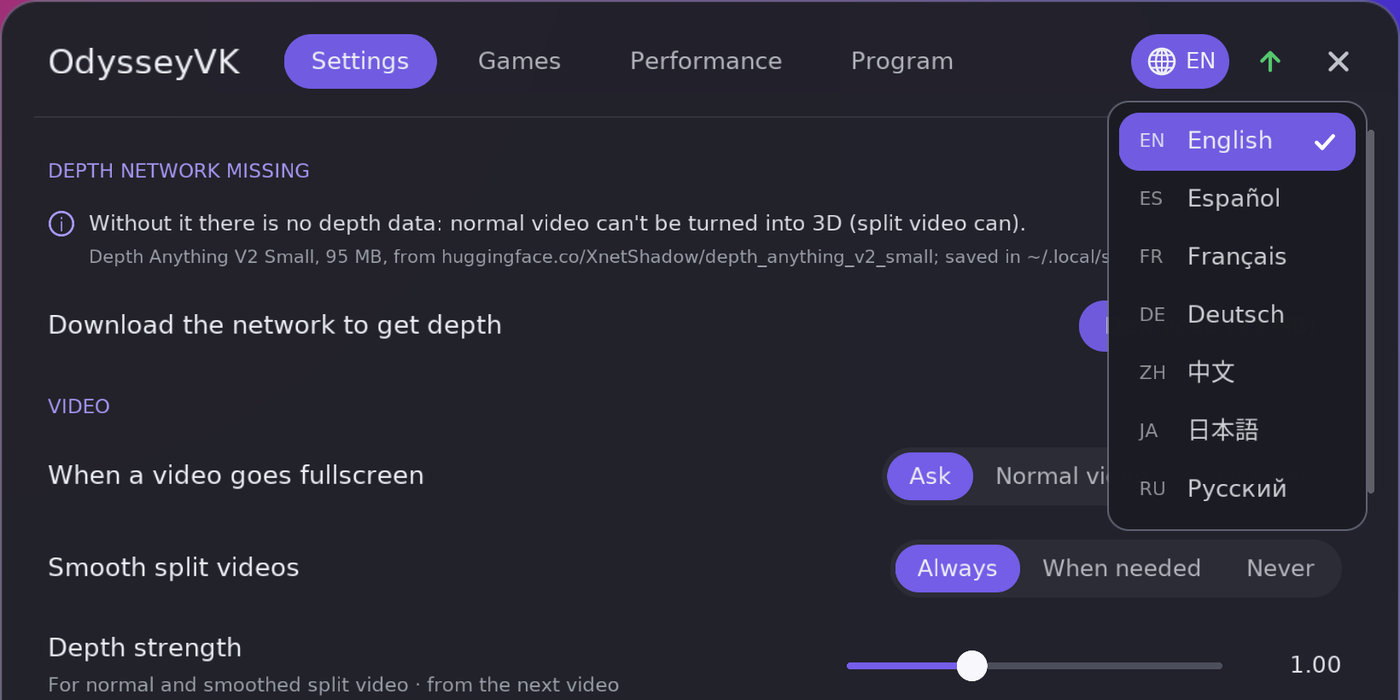 OdysseyVK Settings Games Performance Program EN
EN English
DEPTH NETWORK MISSING
ES Español
Without it there is no depth data: normal video can't be turned into 3D (split video can).
Depth Anything V2 Small, 95 MB, from huggingface.co/XnetShadow/depth_anything_v2_small; saved in ~/.local/s
FR Français
Download the network to get depth
DE Deutsch
ZH 中文
VIDEO
JA 日本語
When a video goes fullscreen Ask Normal
RU Русский
Smooth split videos Always When needed Never
Depth strength 1.00
For normal and smoothed split video · from the next video